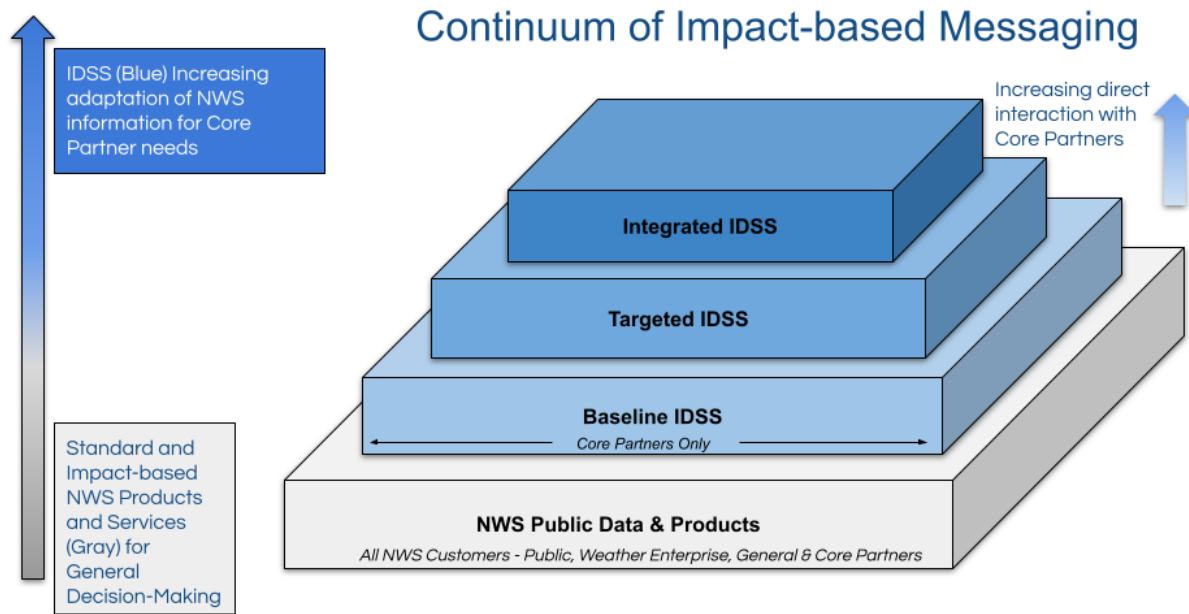 Continuum of Impact-based Messaging
IDSS (Blue) Increasing
adaptation of NWS
information for Core
Partner needs
Increasing direct
interaction with
Core Partners
Integrated IDSS
Targeted IDSS
Baseline IDSS
Core Partners Only
Standard and
Impact-based
NWS Products
and Services
(Gray) for
General
Decision-Making
NWS Public Data & Products
All NWS Customers - Public, Weather Enterprise, General & Core Partners